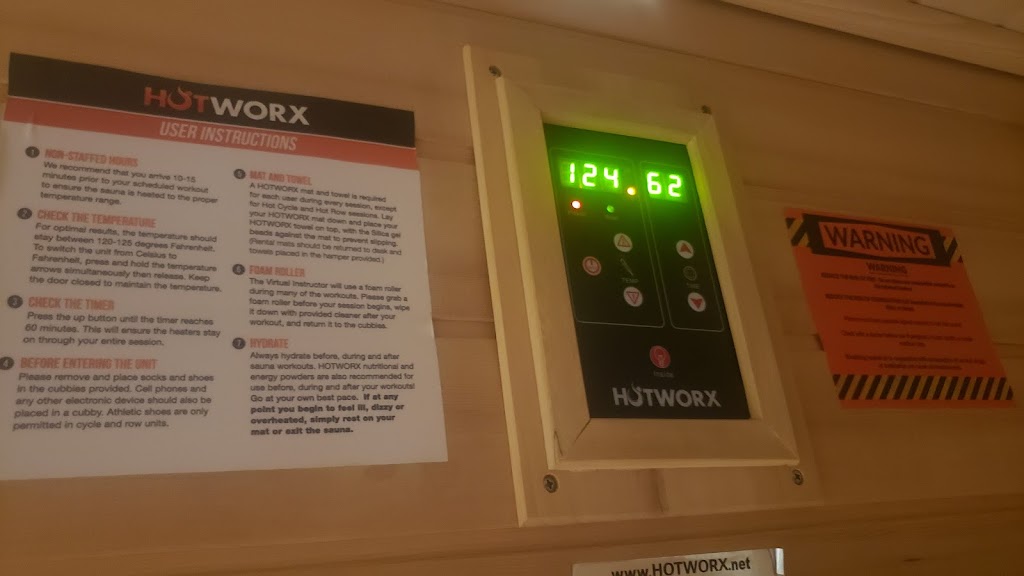 HOTWORX
USER INSTRUCTIONS
1 NON-STAFFED HOURS
We recommend that you arrive 10-15
minutes prior to your scheduled workout
to ensure the sauna is heated to the proper
temperature range.
2 CHECK THE TEMPERATURE
For optimal results, the temperature should
stay between 120-125 degrees Fahrenheit.
To switch the unit from Celsius to
Fahrenheit, press and hold the temperature
arrows simultaneously then release. Keep
the door closed to maintain the temperature.
3 CHECK THE TIMER
Press the up button until the timer reaches
60 minutes. This will ensure the heaters stay
on through your entire session.
4 BEFORE ENTERING THE UNIT
Please remove and place socks and shoes
in the cubbies provided. Cell phones and
any other electronic device should also be
placed in a cubby. Athletic shoes are only
permitted in cycle and row units.
5 MAT AND TOWEL
A HOTWORX mat and towel is required
for each user during every session, except
for Hot Cycle and Hot Row sessions. Lay
your HOTWORX mat down and place your
HOTWORX towel on top, with the Silica gel
beads against the mat to prevent slipping.
(Rental mats should be returned to desk and
towels placed in the hamper provided.)
6 FOAM ROLLER
The Virtual Instructor will use a foam roller
during many of the workouts. Please grab a
foam roller before your session begins, wipe
it down with provided cleaner after your
workout, and return it to the cubbies.
7 HYDRATE
Always hydrate before, during and after
sauna workouts. HOTWORX nutritional and
energy powders are also recommended for
use before, during and after your workouts!
Go at your own best pace. If at any
point you begin to feel ill, dizzy or
overheated, simply rest on your
mat or exit the sauna.
124 62
HOTWORX
WARNING
WARNING
www.HOTWORX.net